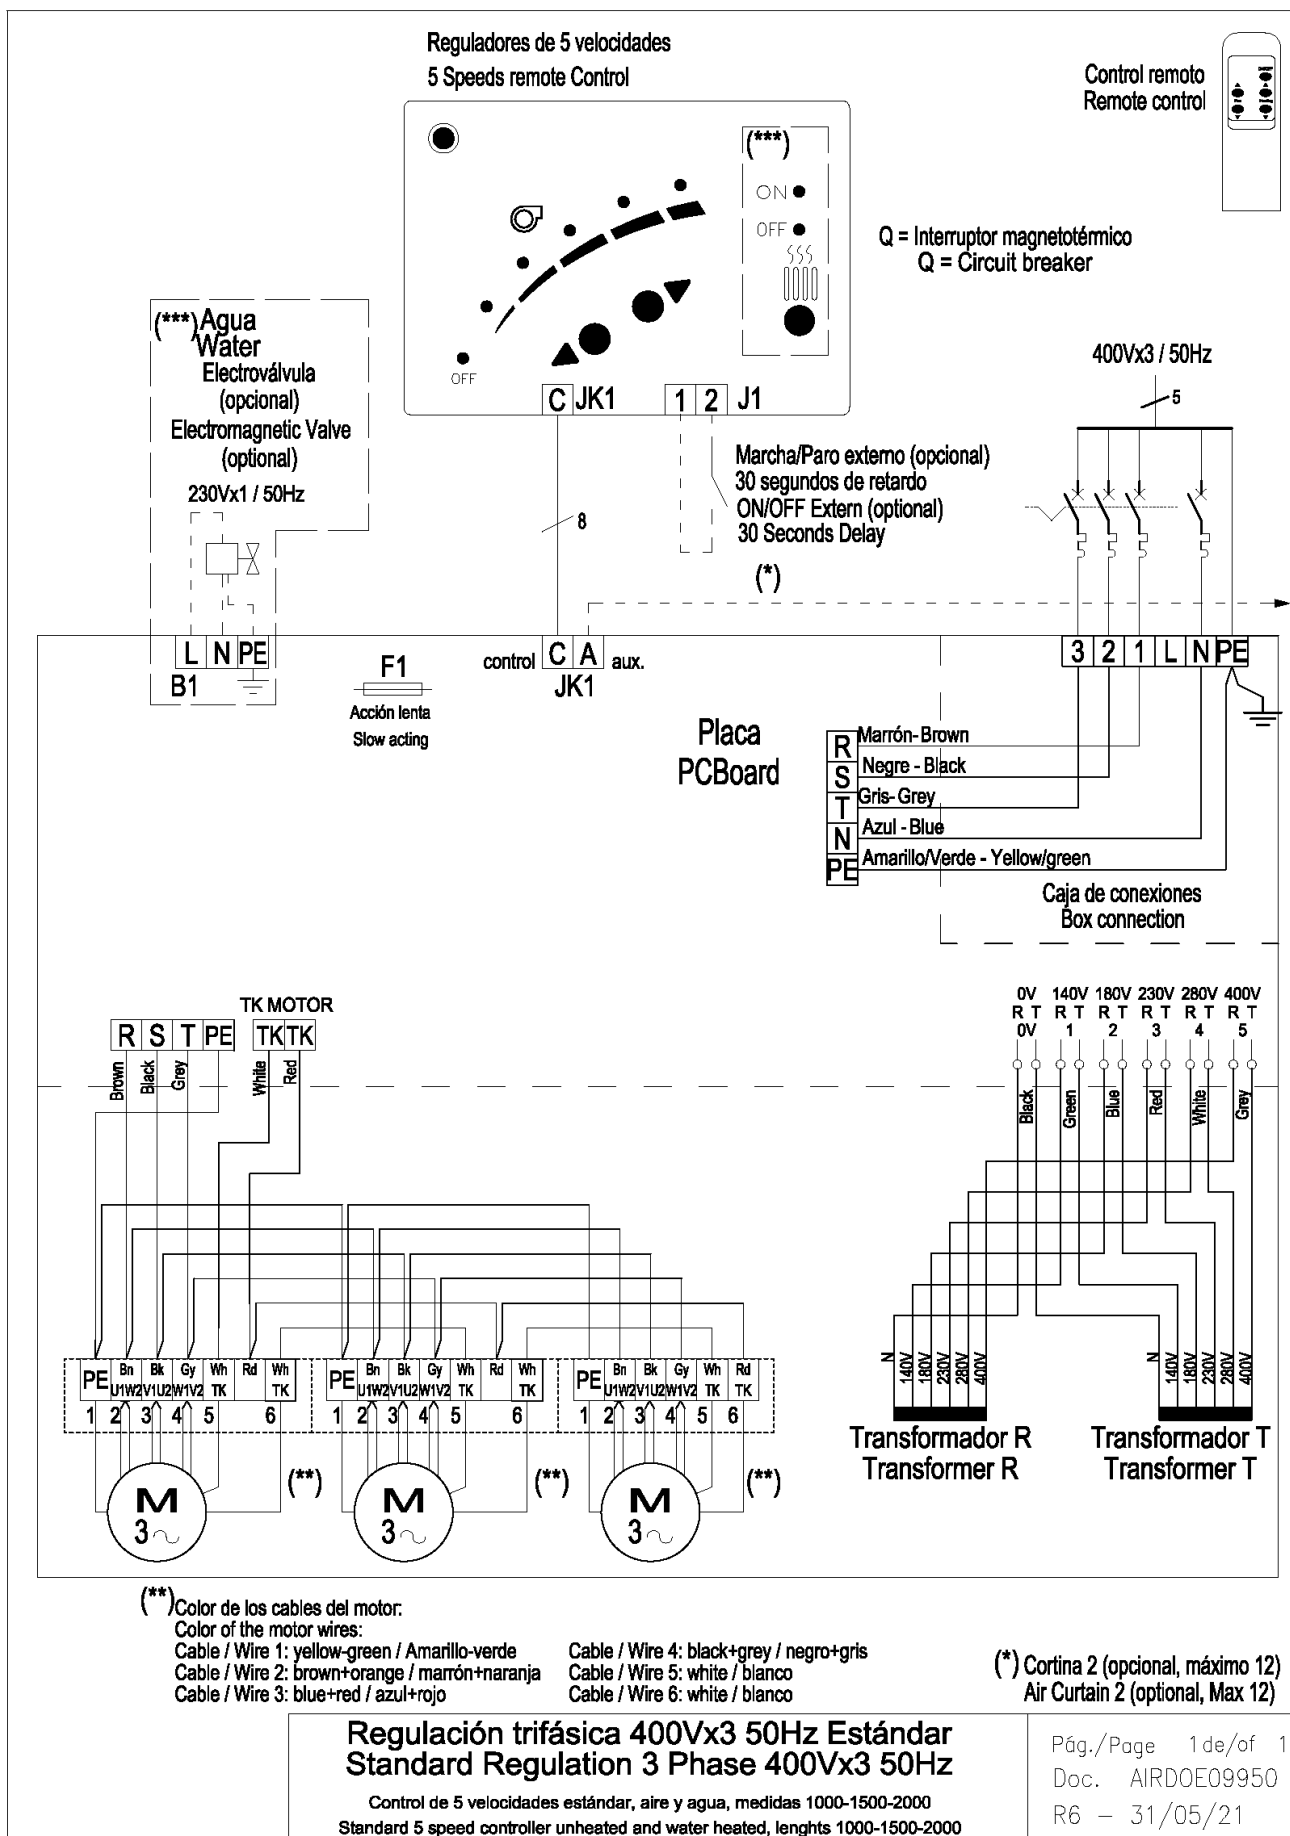 Reguladores de 5 velocidades
5 Speeds remote Control
Control remoto
Remote control
(***)
ON
OFF
OFF
C JK1
1 2 J1
Q = Interruptor magnetotérmico
Q = Circuit breaker
(***) Agua
Water
Electroválvula
(opcional)
Electromagnetic Valve
(optional)
230Vx1 / 50Hz
400Vx3 / 50Hz
5
8
Marcha/Paro externo (opcional)
30 segundos de retardo
ON/OFF Extern (optional)
30 Seconds Delay
(*)
L N PE
B1
F1
Acción lenta
Slow acting
control C A aux.
JK1
3 2 1 L N PE
Placa
PCBoard
R Marrón-Brown
S Negre - Black
T Gris-Grey
N Azul - Blue
PE Amarillo/Verde - Yellow/green
Caja de conexiones
Box connection
TK MOTOR
R S T PE TK TK
Brown Black Grey White Red
0V 140V 180V 230V 280V 400V
R T R T R T R T R T R T
0V 1 2 3 4 5
Black Green Blue Red White Grey
PE Bn Bk Gy Wh Rd Wh
U1W2 V1U2 W1V2 TK TK
1 2 3 4 5 6
PE Bn Bk Gy Wh Rd Wh
U1W2 V1U2 W1V2 TK TK
1 2 3 4 5 6
PE Bn Bk Gy Wh Rd
U1W2 V1U2 W1V2 TK TK
1 2 3 4 5 6
M
3~
(**)
M
3~
(**)
M
3~
(**)
N 140V 180V 230V 280V 400V
Transformador R
Transformer R
N 140V 180V 230V 280V 400V
Transformador T
Transformer T
(**) Color de los cables del motor:
Color of the motor wires:
Cable / Wire 1: yellow-green / Amarillo-verde
Cable / Wire 2: brown+orange / marrón+naranja
Cable / Wire 3: blue+red / azul+rojo
Cable / Wire 4: black+grey / negro+gris
Cable / Wire 5: white / blanco
Cable / Wire 6: white / blanco
(*) Cortina 2 (opcional, máximo 12)
Air Curtain 2 (optional, Max 12)
Regulación trifásica 400Vx3 50Hz Estándar
Standard Regulation 3 Phase 400Vx3 50Hz
Control de 5 velocidades estándar, aire y agua, medidas 1000-1500-2000
Standard 5 speed controller unheated and water heated, lenghts 1000-1500-2000
Pág./Page 1de/of 1
Doc. AIRDOE09950
R6 - 31/05/21